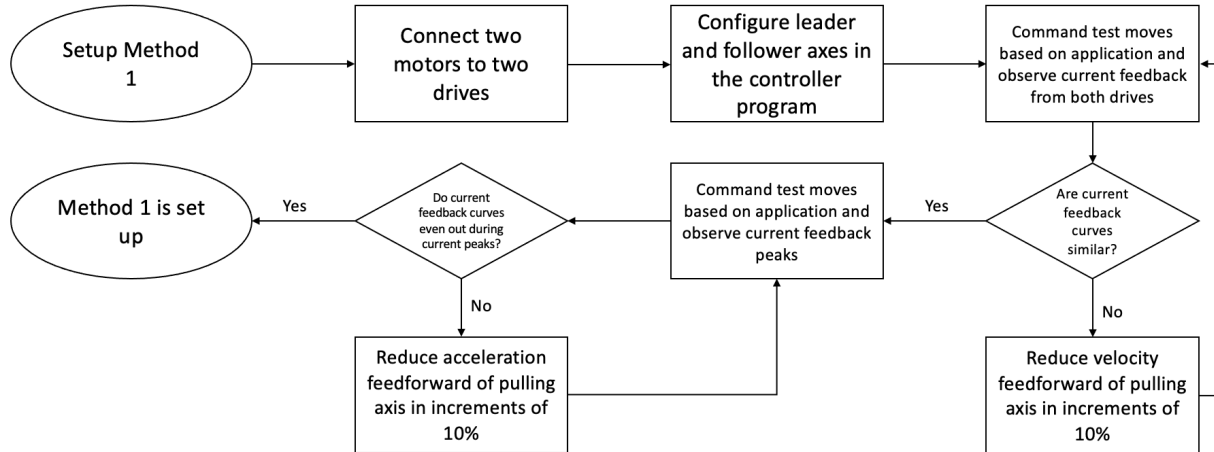 Setup Method
1
Connect two
motors to two
drives
Configure leader
and follower axes in
the controller
program
Command test moves
based on application and
observe current feedback
from both drives
Are current
feedback
curves
similar?
Yes
No
Reduce velocity
feedforward of pulling
axis in increments of
10%
Command test moves
based on application and
observe current feedback
peaks
Do current
feedback curves
even out during
current peaks?
Yes
No
Reduce acceleration
feedforward of pulling
axis in increments of
10%
Method 1 is set
up